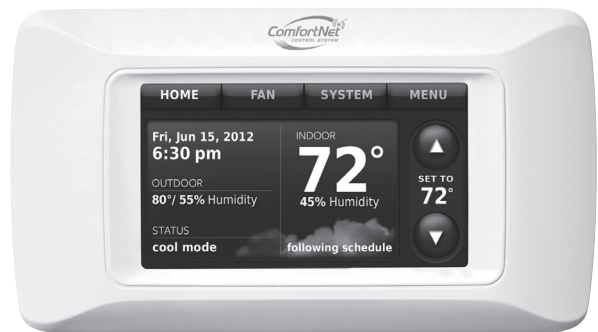 ComfortNet
CONTROL SYSTEM
HOME FAN SYSTEM MENU
Fri, Jun 15, 2012
6:30 pm
OUTDOOR
80°/ 55% Humidity
STATUS
cool mode
INDOOR
72°
45% Humidity
following schedule
SET TO
72°